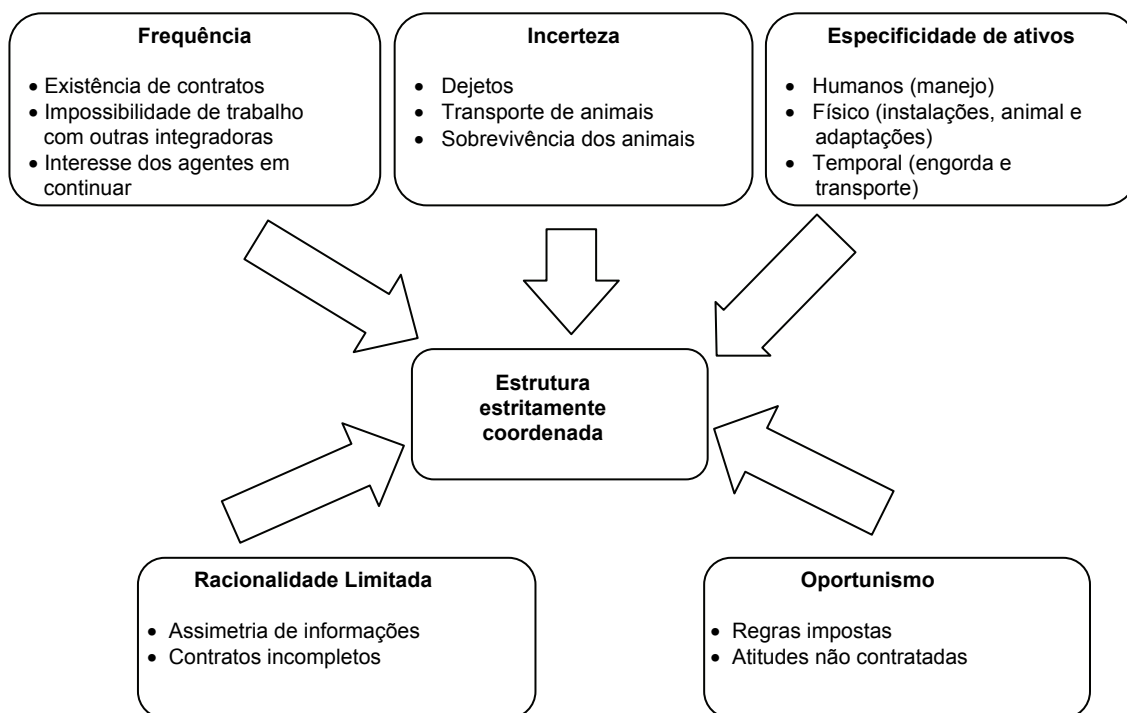 Frequência
• Existência de contratos
• Impossibilidade de trabalho
com outras integradoras
• Interesse dos agentes em
continuar
Incerteza
• Dejetos
• Transporte de animais
• Sobrevivência dos animais
Especificidade de ativos
• Humanos (manejo)
• Físico (instalações, animal e
adaptações)
• Temporal (engorda e
transporte)
Estrutura
estritamente
coordenada
Racionalidade Limitada
• Assimetria de informações
• Contratos incompletos
Oportunismo
• Regras impostas
• Atitudes não contratadas